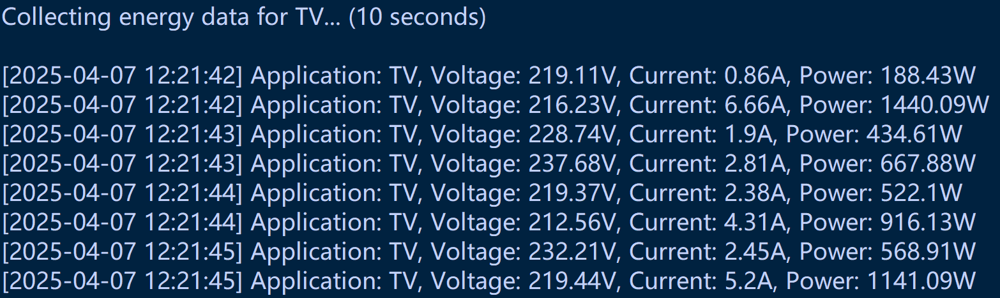 Collecting energy data for TV... (10 seconds)
[2025-04-07 12:21:42] Application: TV, Voltage: 219.11V, Current: 0.86A, Power: 188.43W
[2025-04-07 12:21:42] Application: TV, Voltage: 216.23V, Current: 6.66A, Power: 1440.09W
[2025-04-07 12:21:43] Application: TV, Voltage: 228.74V, Current: 1.9A, Power: 434.61W
[2025-04-07 12:21:43] Application: TV, Voltage: 237.68V, Current: 2.81A, Power: 667.88W
[2025-04-07 12:21:44] Application: TV, Voltage: 219.37V, Current: 2.38A, Power: 522.1W
[2025-04-07 12:21:44] Application: TV, Voltage: 212.56V, Current: 4.31A, Power: 916.13W
[2025-04-07 12:21:45] Application: TV, Voltage: 232.21V, Current: 2.45A, Power: 568.91W
[2025-04-07 12:21:45] Application: TV, Voltage: 219.44V, Current: 5.2A, Power: 1141.09W